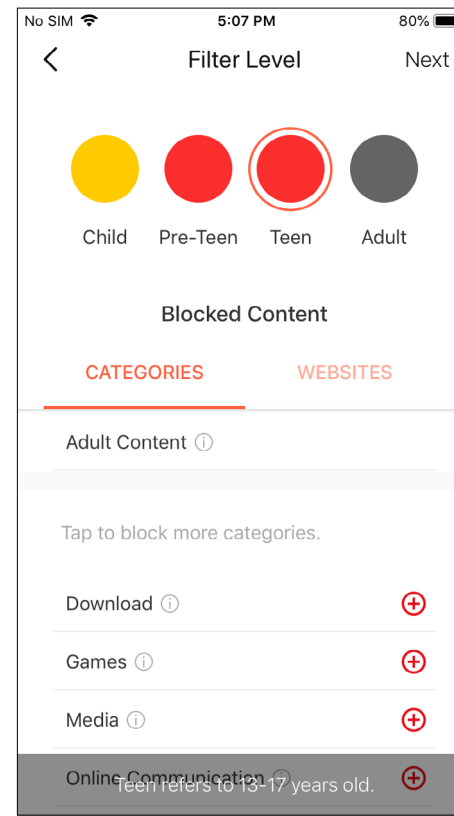 No SIM 5:07 PM 80%
Filter Level Next
Child Pre-Teen Teen Adult
Blocked Content
CATEGORIES WEBSITES
Adult Content
Tap to block more categories.
Download
Games
Media
Online Communication
Teen refers to 13-17 years old.